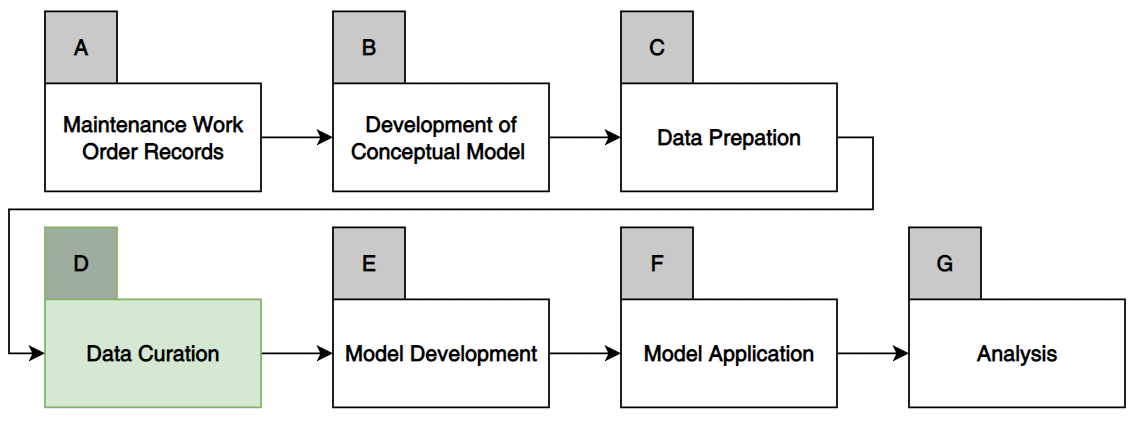 A
Maintenance Work
Order Records
B
Development of
Conceptual Model
C
Data Prepation
D
Data Curation
E
Model Development
F
Model Application
G
Analysis